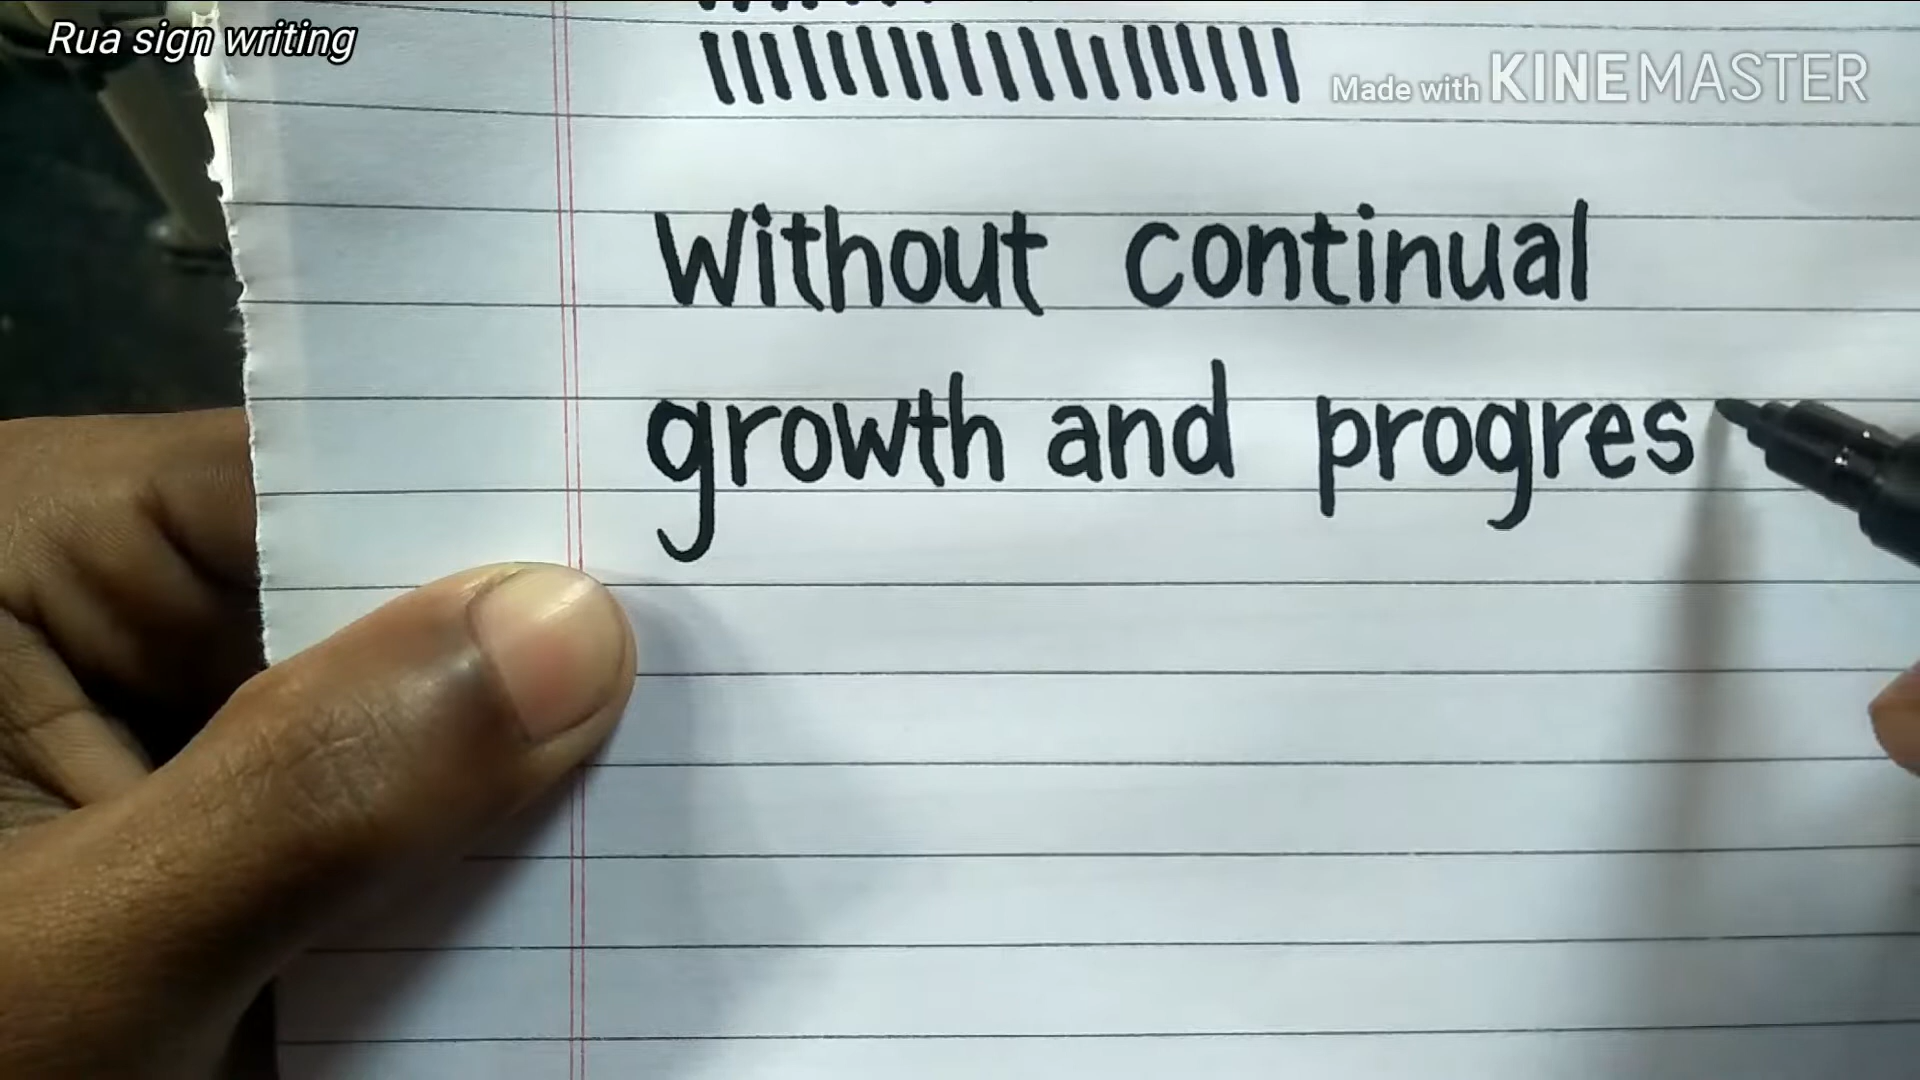 Rua sign writing
Made with KINEMASTER
Without continual
growth and progres